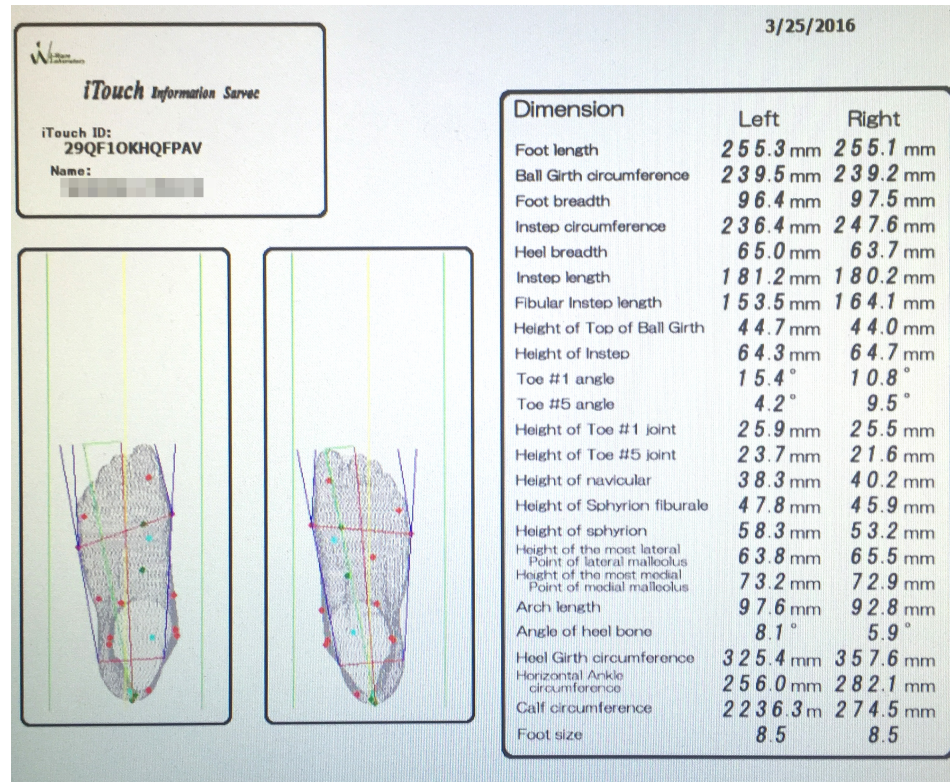 3/25/2016
I-Ware
Laboratory
iTouch Information Sarvec
iTouch ID:
29QF1OKHQFPAV
Name:
Dimension Left Right
Foot length 255.3 mm 255.1 mm
Ball Girth circumference 239.5 mm 239.2 mm
Foot breadth 96.4 mm 97.5 mm
Instep circumference 236.4 mm 247.6 mm
Heel breadth 65.0 mm 63.7 mm
Instep length 181.2 mm 180.2 mm
Fibular Instep length 153.5 mm 164.1 mm
Height of Top of Ball Girth 44.7 mm 44.0 mm
Height of Instep 64.3 mm 64.7 mm
Toe #1 angle 15.4° 10.8°
Toe #5 angle 4.2° 9.5°
Height of Toe #1 joint 25.9 mm 25.5 mm
Height of Toe #5 joint 23.7 mm 21.6 mm
Height of navicular 38.3 mm 40.2 mm
Height of Sphyrion fiburale 47.8 mm 45.9 mm
Height of sphyrion 58.3 mm 53.2 mm
Height of the most lateral
Point of lateral malleolus 63.8 mm 65.5 mm
Height of the most medial
Point of medial malleolus 73.2 mm 72.9 mm
Arch length 97.6 mm 92.8 mm
Angle of heel bone 8.1° 5.9°
Heel Girth circumference 325.4 mm 357.6 mm
Horizontal Ankle
circumference 256.0 mm 282.1 mm
Calf circumference 2236.3 m 274.5 mm
Foot size 8.5 8.5